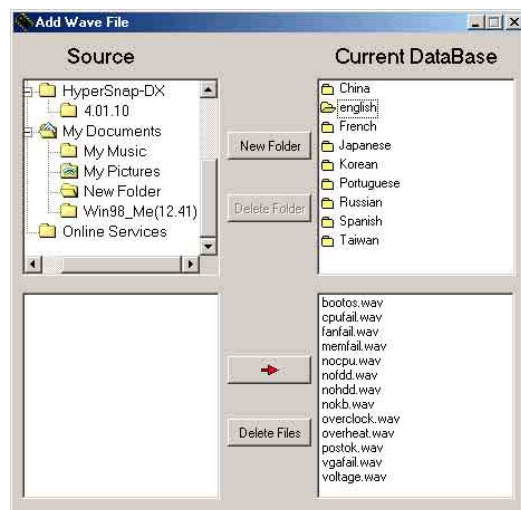 Add Wave File
Source
Current DataBase
HyperSnap-DX
4.01.10
My Documents
My Music
My Pictures
New Folder
Win98_Me(12.41)
Online Services
New Folder
Delete Folder
China
english
French
Japanese
Korean
Portuguese
Russian
Spanish
Taiwan
Delete Files
bootos.wav
cpufail.wav
fanfail.wav
memfail.wav
nocpu.wav
nofdd.wav
nohdd.wav
nokb.wav
overclock.wav
overheat.wav
postok.wav
vgafail.wav
voltage.wav